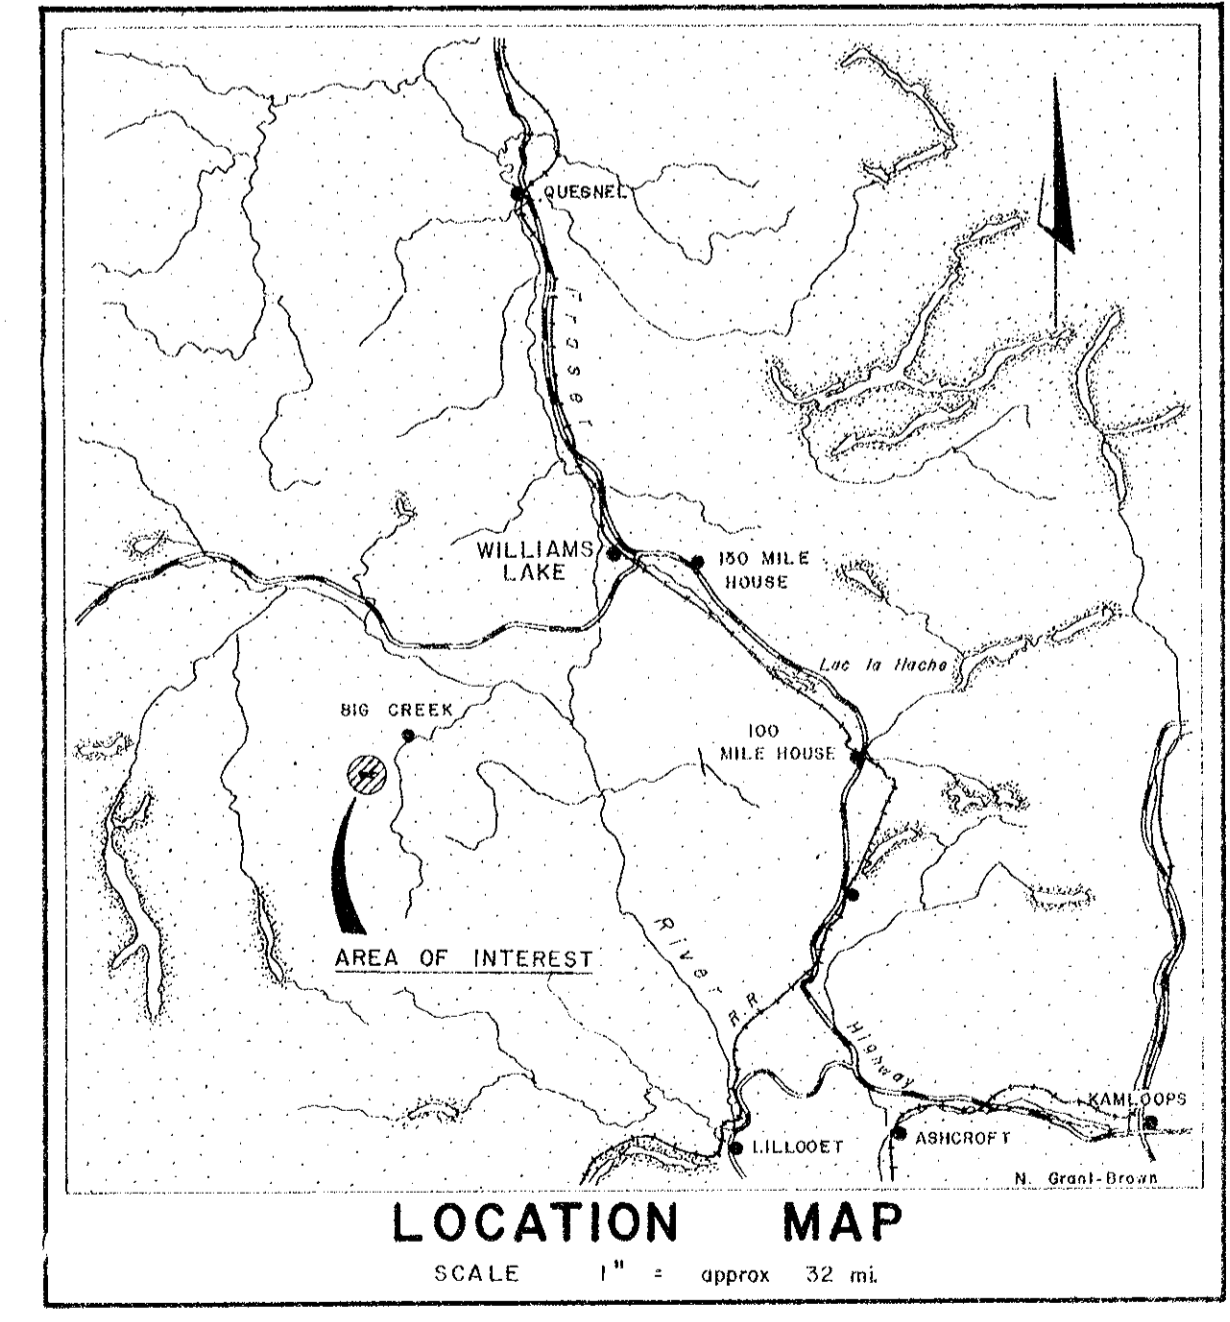 QUESNEL
Fraser
WILLIAMS
LAKE
150 MILE
HOUSE
Lac la Hache
BIG CREEK
100
MILE HOUSE
River
AREA OF INTEREST
R.R.
Highway
KAMLOOPS
LILLOOET
ASHCROFT
N. Grant-Brown
LOCATION MAP
SCALE 1" = approx 32 mi.